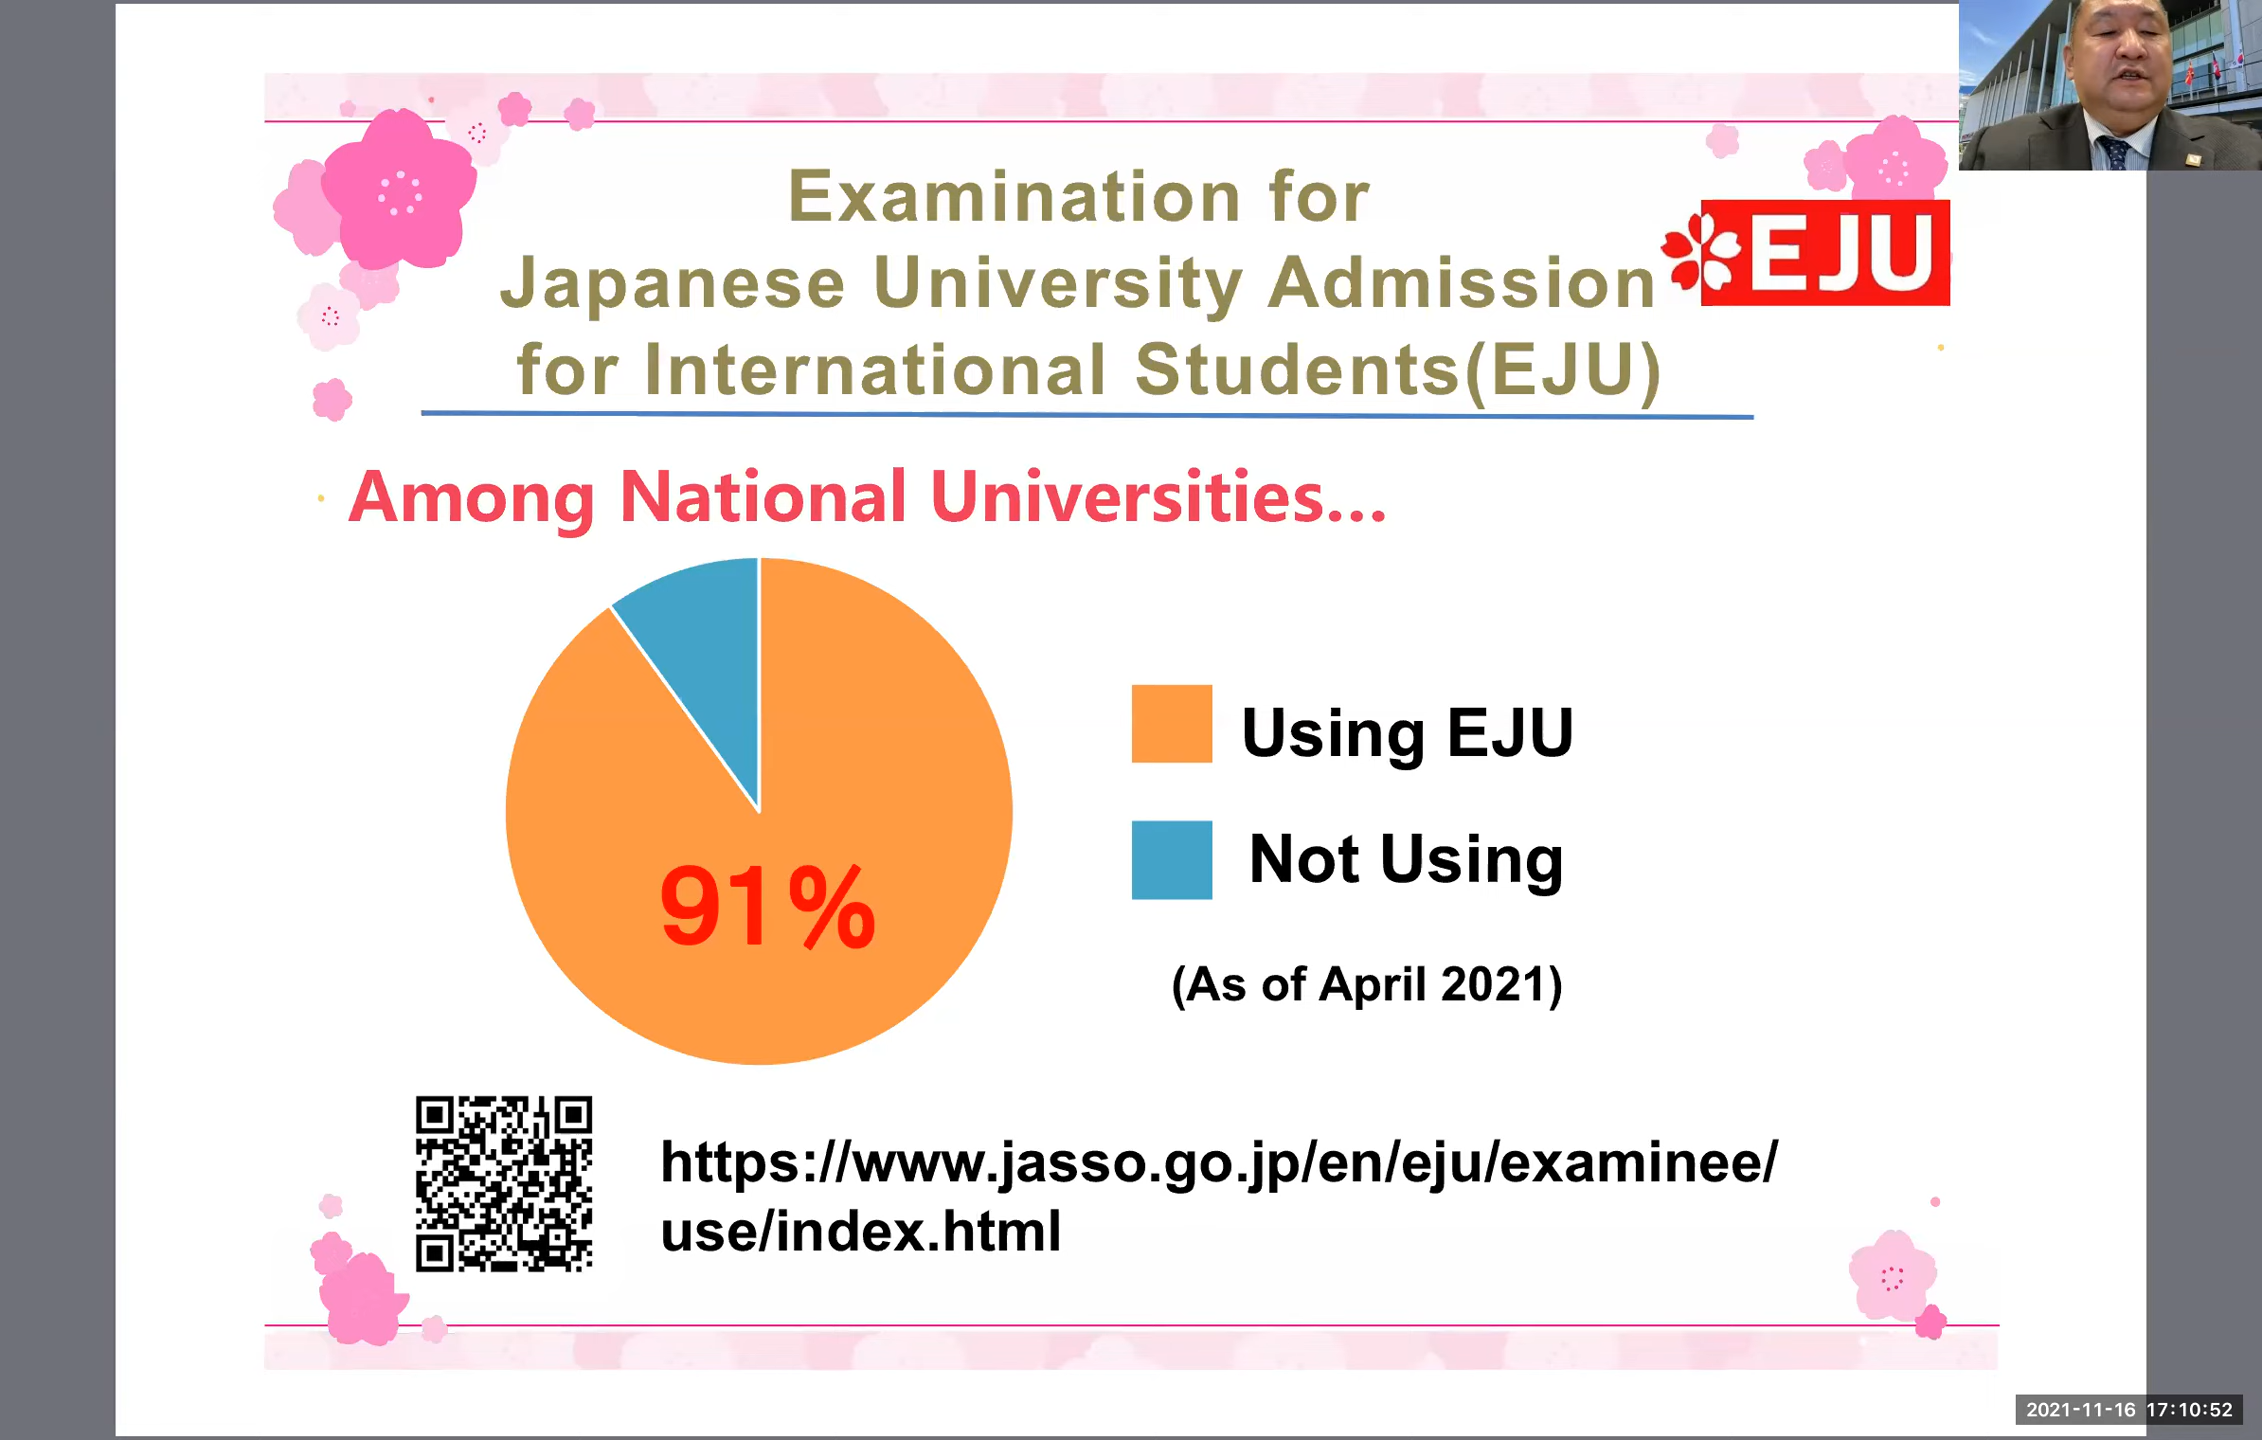 Examination for
Japanese University Admission
for International Students(EJU)
EJU
Among National Universities...
91%
Using EJU
Not Using
(As of April 2021)
https://www.jasso.go.jp/en/eju/examinee/
use/index.html
2021-11-16 17:10:52